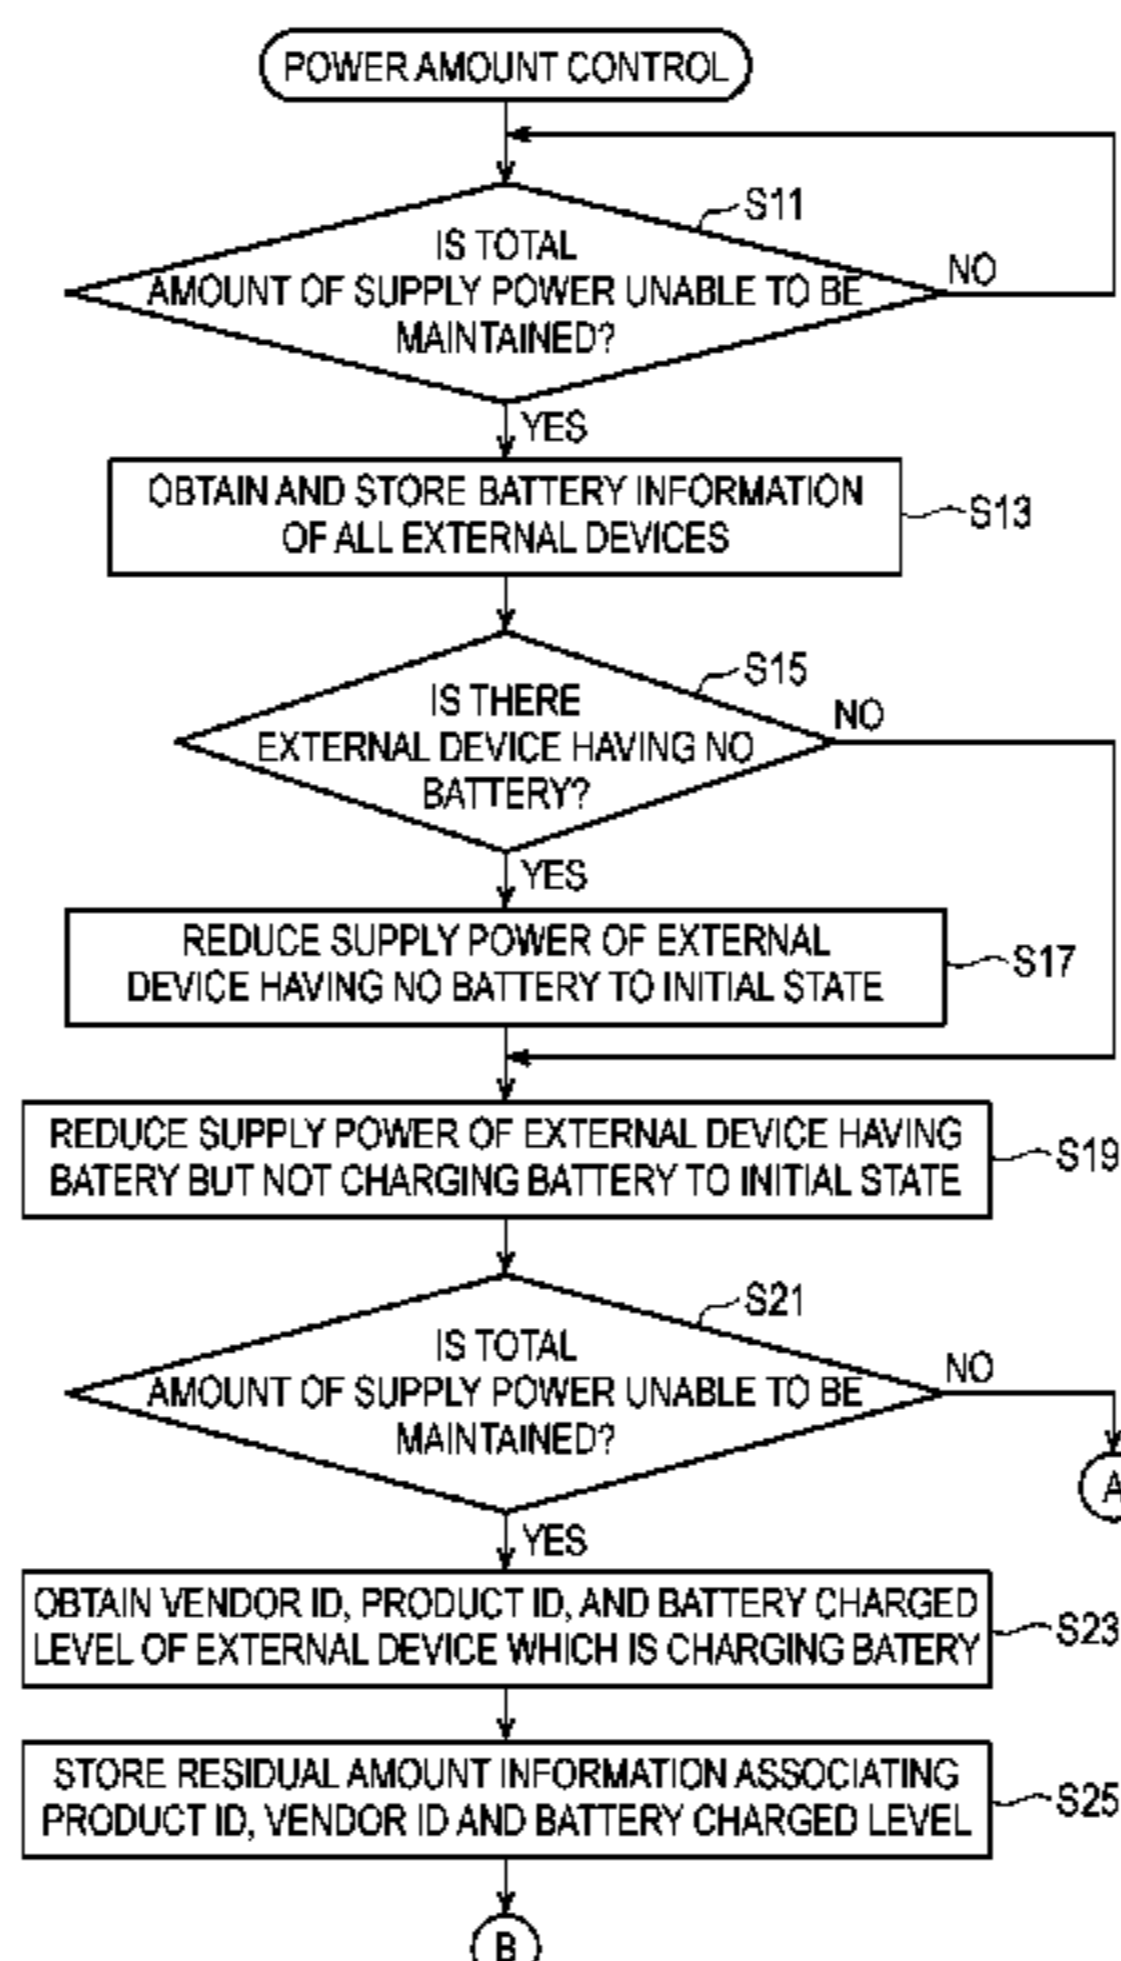 POWER AMOUNT CONTROL
S11
IS TOTAL
AMOUNT OF SUPPLY POWER UNABLE TO BE
MAINTAINED?
NO
YES
OBTAIN AND STORE BATTERY INFORMATION
OF ALL EXTERNAL DEVICES
S13
S15
IS THERE
EXTERNAL DEVICE HAVING NO
BATTERY?
NO
YES
REDUCE SUPPLY POWER OF EXTERNAL
DEVICE HAVING NO BATTERY TO INITIAL STATE
S17
REDUCE SUPPLY POWER OF EXTERNAL DEVICE HAVING
BATERY BUT NOT CHARGING BATTERY TO INITIAL STATE
S19
S21
IS TOTAL
AMOUNT OF SUPPLY POWER UNABLE TO BE
MAINTAINED?
NO
A
YES
OBTAIN VENDOR ID, PRODUCT ID, AND BATTERY CHARGED
LEVEL OF EXTERNAL DEVICE WHICH IS CHARGING BATERY
S23
STORE RESIDUAL AMOUNT INFORMATION ASSOCIATING
PRODUCT ID, VENDOR ID AND BATTERY CHARGED LEVEL
S25
B